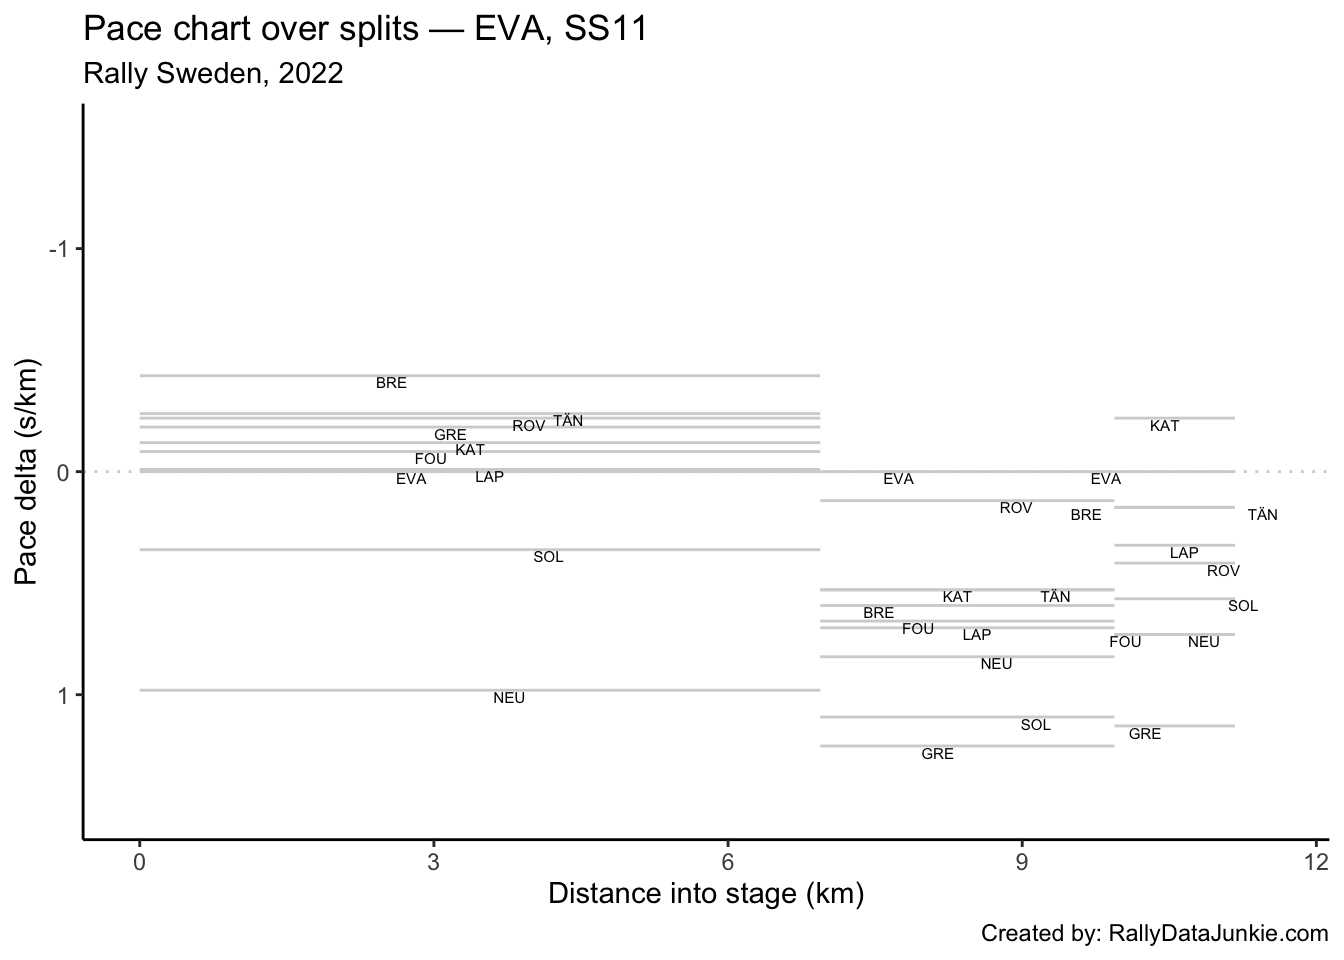 Pace chart over splits — EVA, SS11
Rally Sweden, 2022
Pace delta (s/km)
-1
0
1
BRE
TÄN
ROV
GRE
KAT
FOU
LAP
EVA
SOL
NEU
EVA
ROV
KAT
TÄN
BRE
FOU
LAP
NEU
SOL
GRE
KAT
EVA
BRE
TÄN
LAP
ROV
SOL
FOU
NEU
GRE
0
3
6
9
12
Distance into stage (km)
Created by: RallyDataJunkie.com